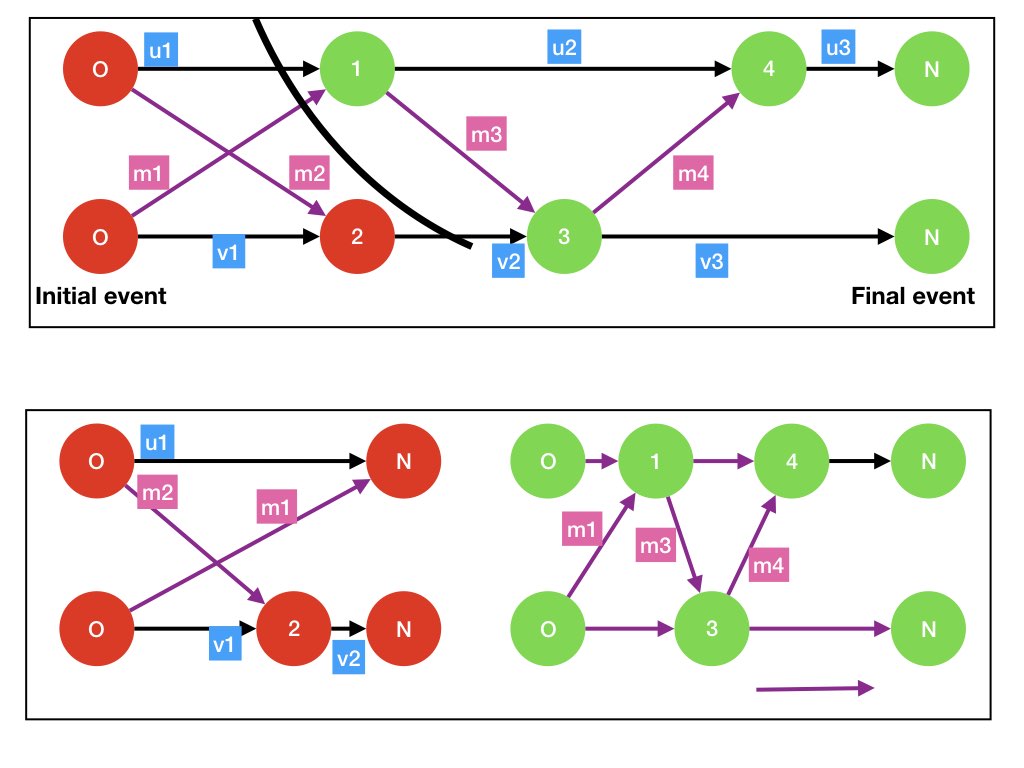 u1 u2 u3
O 1 4 N
m3
m1 m2 m4
O 2 3 N
v1 v2 v3
Initial event Final event
u1
O N O 1 4 N
m2 m1 m1 m3 m4
O 2 N O 3 N
v1 v2